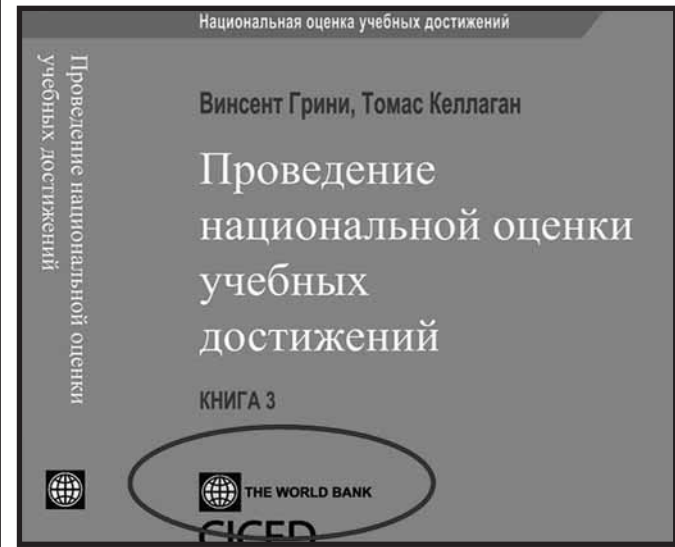 Национальная оценка учебных достижений
Проведение национальной оценки
учебных достижений
Винсент Грини, Томас Келлаган
Проведение
национальной оценки
учебных
достижений
КНИГА 3
THE WORLD BANK
CICED